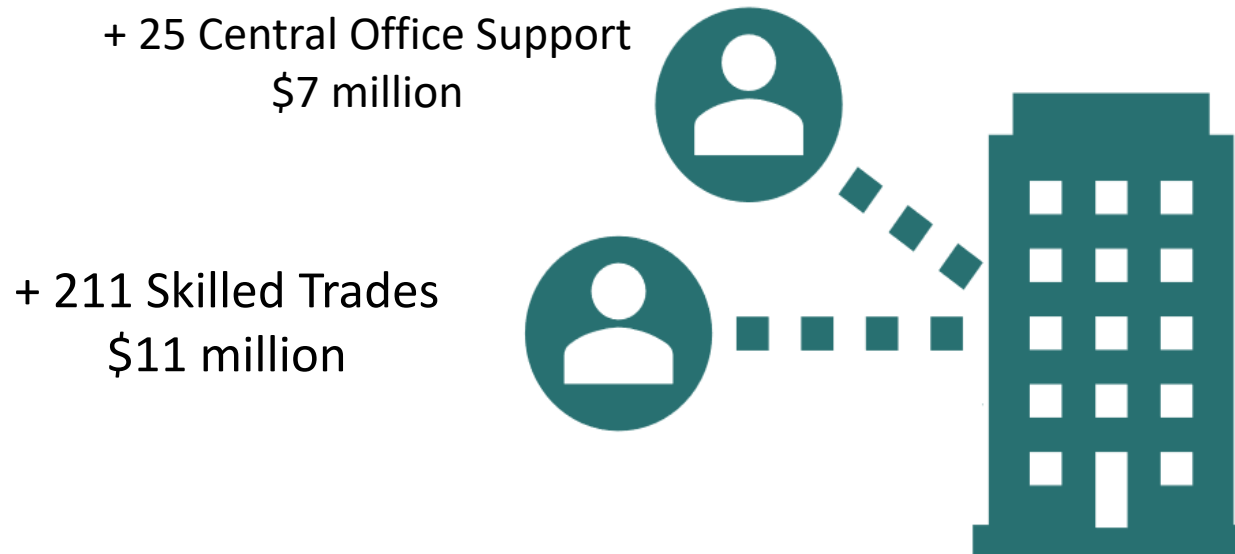 + 25 Central Office Support
$7 million
+ 211 Skilled Trades
$11 million